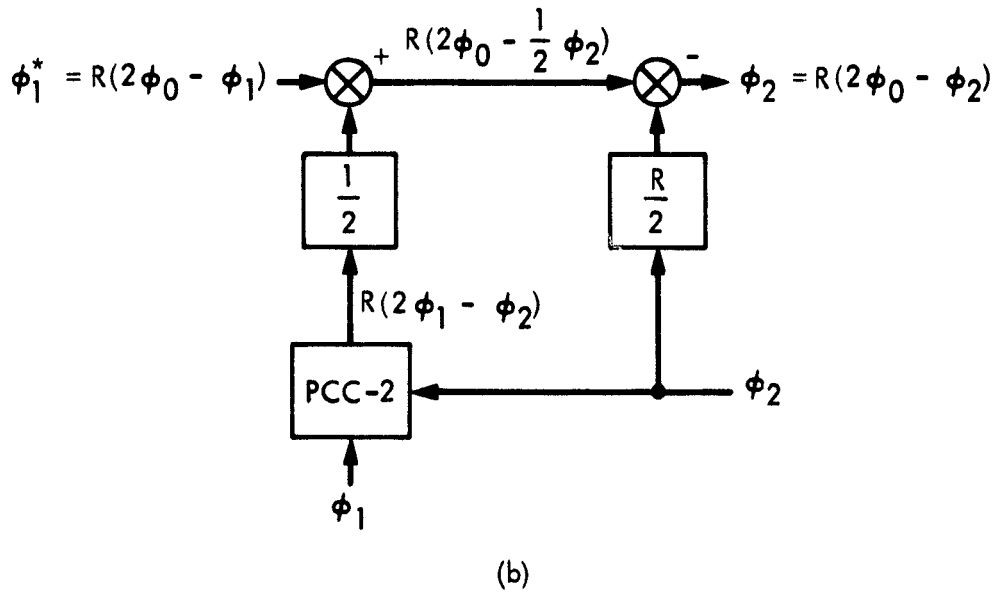 ϕ₁* = R(2ϕ₀ - ϕ₁)
+
R(2ϕ₀ - 1/2 ϕ₂)
-
ϕ₂ = R(2ϕ₀ - ϕ₂)
1/2
R/2
R(2ϕ₁ - ϕ₂)
PCC-2
ϕ₂
ϕ₁
(b)